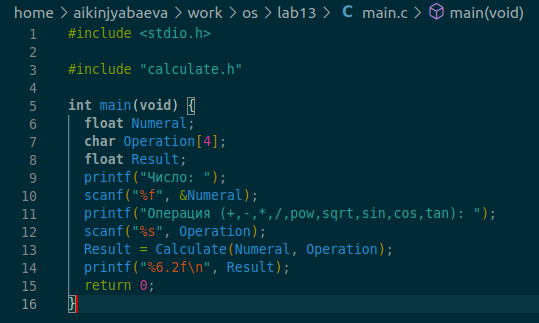 home > aikinjyabaeva > work > os > lab13 > C main.c > main(void)
1 #include <stdio.h>
2
3 #include "calculate.h"
4
5 int main(void) {
6 float Numeral;
7 char Operation[4];
8 float Result;
9 printf("Число: ");
10 scanf("%f", &Numeral);
11 printf("Операция (+,-,*,/,pow,sqrt,sin,cos,tan): ");
12 scanf("%s", Operation);
13 Result = Calculate(Numeral, Operation);
14 printf("%6.2f\n", Result);
15 return 0;
16 }